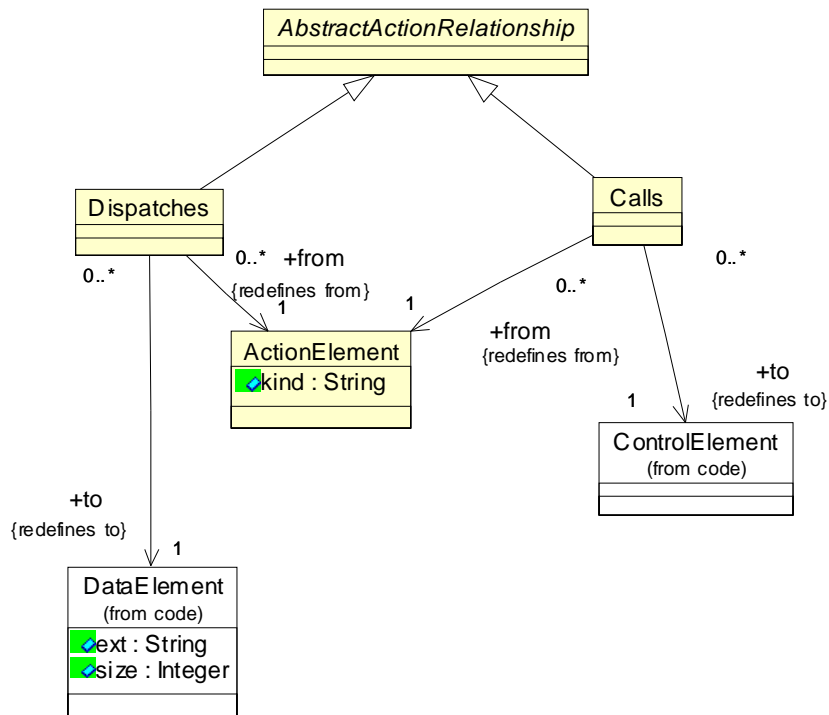 AbstractActionRelationship
Dispatches
Calls
0..*
0..* +from
{redefines from}
1
0..*
0..*
1
+from
{redefines from}
ActionElement
kind : String
+to
{redefines to}
1
ControlElement
(from code)
+to
{redefines to}
1
DataElement
(from code)
ext : String
size : Integer